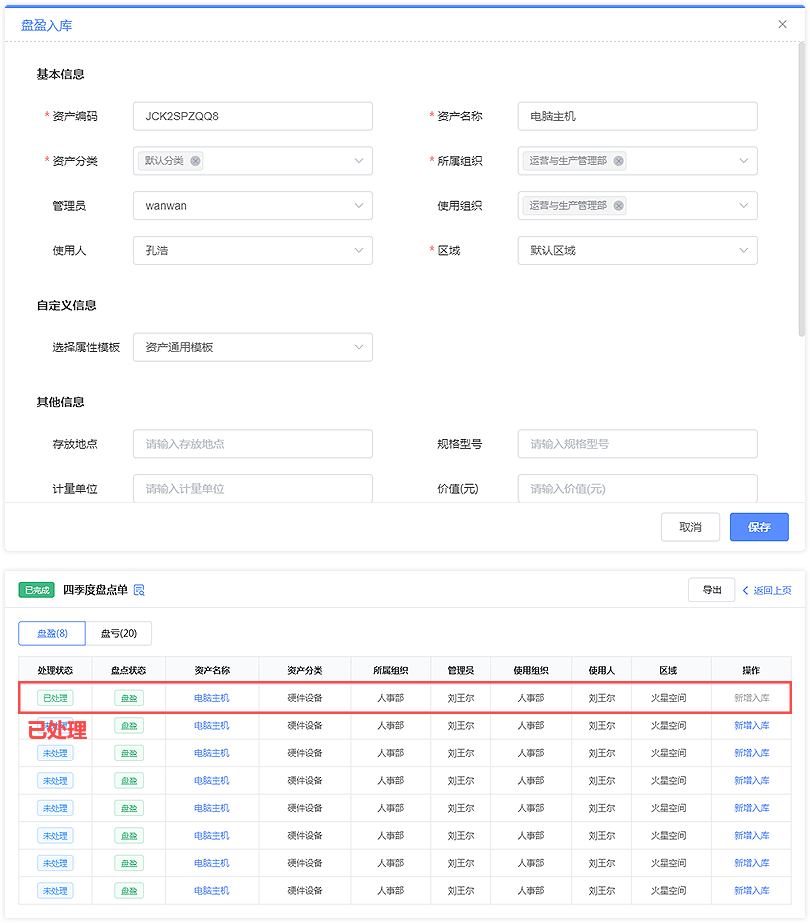 盘盈入库
基本信息
* 资产编码 JCK2SPZQQ8 * 资产名称 电脑主机
* 资产分类 默认分类 * 所属组织 运营与生产管理部
管理员 wanwan 使用组织 运营与生产管理部
使用人 孔浩 * 区域 默认区域
自定义信息
选择属性模板 资产通用模板
其他信息
存放地点 请输入存放地点 规格型号 请输入规格型号
计量单位 请输入计量单位 价值(元) 请输入价值(元)
取消 保存
已完成 四季度盘点单 导出 返回上页
盘盈(8) 盘亏(20)
处理状态 盘点状态 资产名称 资产分类 所属组织 管理员 使用组织 使用人 区域 操作
已处理 盘盈 电脑主机 硬件设备 人事部 刘王尔 人事部 刘王尔 火星空间 新增入库
盘盈 电脑主机 硬件设备 人事部 刘王尔 人事部 刘王尔 火星空间 新增入库
已处理
未处理 盘盈 电脑主机 硬件设备 人事部 刘王尔 人事部 刘王尔 火星空间 新增入库
未处理 盘盈 电脑主机 硬件设备 人事部 刘王尔 人事部 刘王尔 火星空间 新增入库
未处理 盘盈 电脑主机 硬件设备 人事部 刘王尔 人事部 刘王尔 火星空间 新增入库
未处理 盘盈 电脑主机 硬件设备 人事部 刘王尔 人事部 刘王尔 火星空间 新增入库
未处理 盘盈 电脑主机 硬件设备 人事部 刘王尔 人事部 刘王尔 火星空间 新增入库
未处理 盘盈 电脑主机 硬件设备 人事部 刘王尔 人事部 刘王尔 火星空间 新增入库